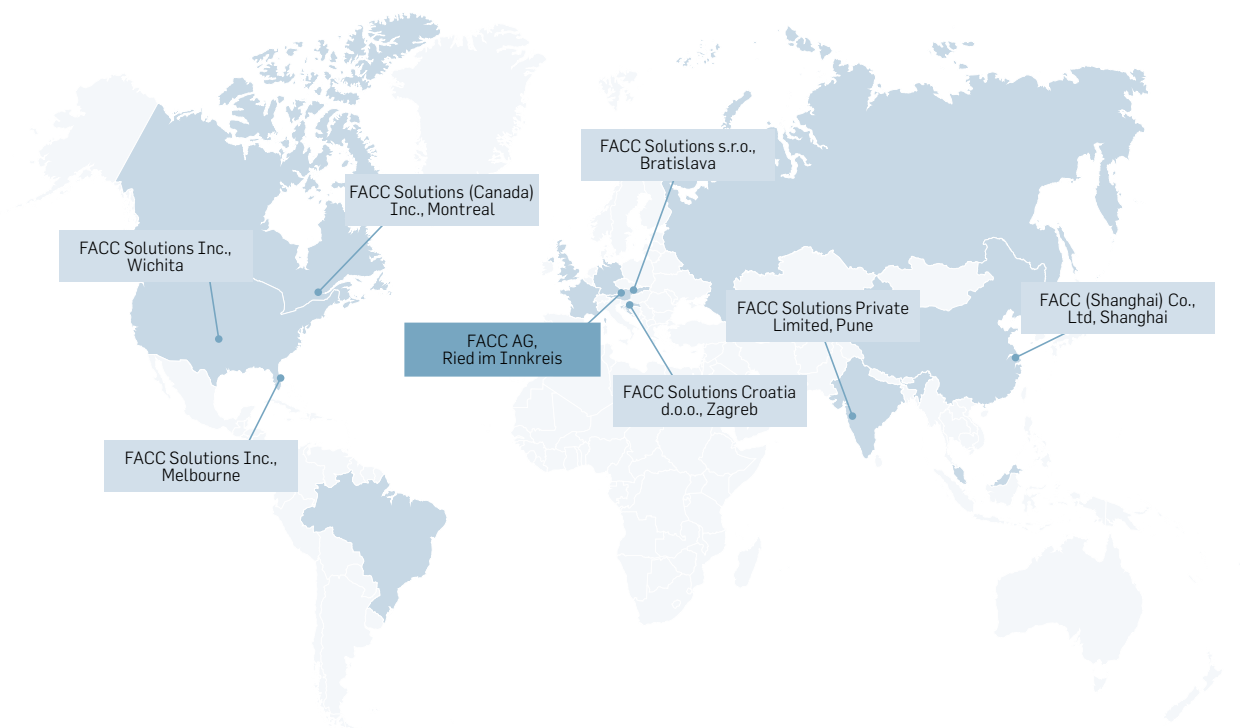 FACC Solutions s.r.o.,
Bratislava
FACC Solutions (Canada)
Inc., Montreal
FACC Solutions Inc.,
Wichita
FACC Solutions Private
Limited, Pune
FACC (Shanghai) Co.,
Ltd, Shanghai
FACC AG,
Ried im Innkreis
FACC Solutions Croatia
d.o.o., Zagreb
FACC Solutions Inc.,
Melbourne